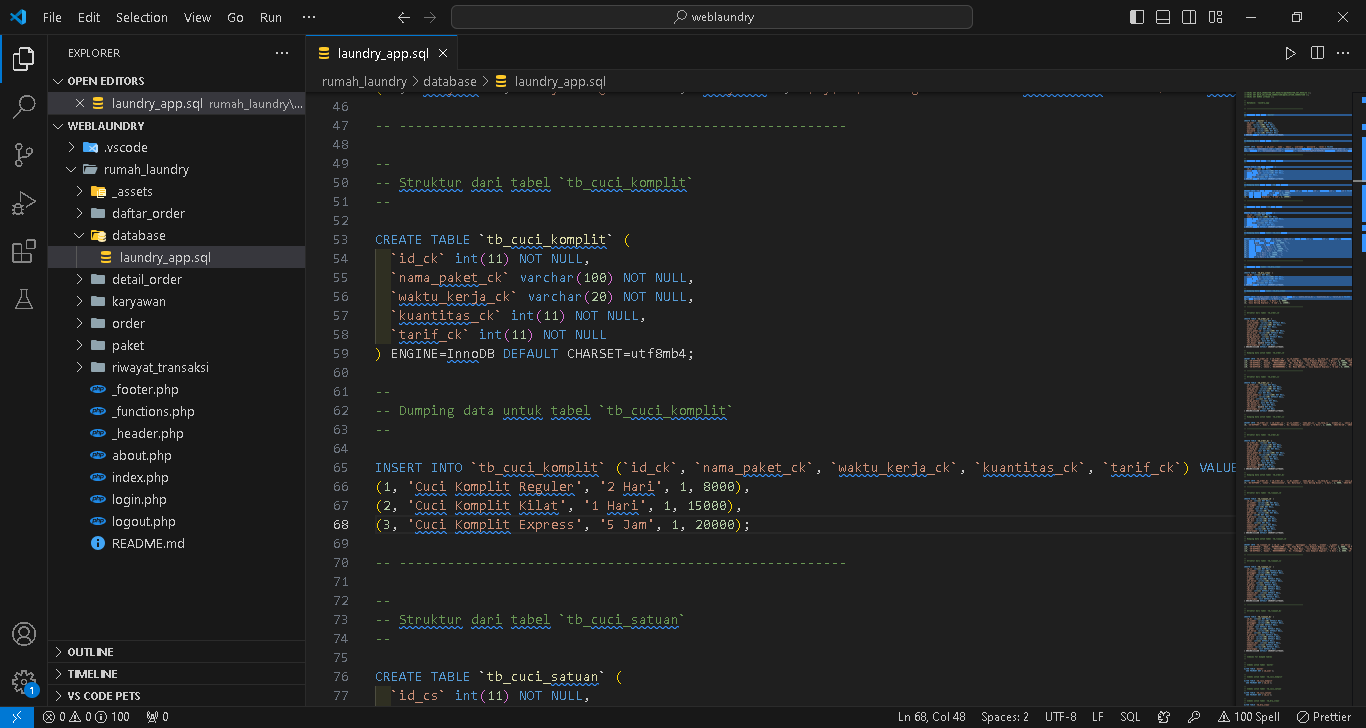 File Edit Selection View Go Run ··· weblaundry
EXPLORER ···
OPEN EDITORS
laundry_app.sql rumah_laundry\...
WEBLAUNDRY
.vscode
rumah_laundry
_assets
daftar_order
database
laundry_app.sql
detail_order
karyawan
order
paket
riwayat_transaksi
_footer.php
_functions.php
_header.php
about.php
index.php
login.php
logout.php
README.md
OUTLINE
TIMELINE
VS CODE PETS
laundry_app.sql
rumah_laundry > database > laundry_app.sql
46
47 -- --------------------------------------------------------
48
49 --
50 -- Struktur dari tabel `tb_cuci_komplit`
51 --
52
53 CREATE TABLE `tb_cuci_komplit` (
54 `id_ck` int(11) NOT NULL,
55 `nama_paket_ck` varchar(100) NOT NULL,
56 `waktu_kerja_ck` varchar(20) NOT NULL,
57 `kuantitas_ck` int(11) NOT NULL,
58 `tarif_ck` int(11) NOT NULL
59 ) ENGINE=InnoDB DEFAULT CHARSET=utf8mb4;
60
61 --
62 -- Dumping data untuk tabel `tb_cuci_komplit`
63 --
64
65 INSERT INTO `tb_cuci_komplit` (`id_ck`, `nama_paket_ck`, `waktu_kerja_ck`, `kuantitas_ck`, `tarif_ck`) VALUE
66 (1, 'Cuci Komplit Reguler', '2 Hari', 1, 8000),
67 (2, 'Cuci Komplit Kilat', '1 Hari', 1, 15000),
68 (3, 'Cuci Komplit Express', '5 Jam', 1, 20000);
69
70 -- --------------------------------------------------------
71
72 --
73 -- Struktur dari tabel `tb_cuci_satuan`
74 --
75
76 CREATE TABLE `tb_cuci_satuan` (
77 `id_cs` int(11) NOT NULL,
1
0 0 100 0 Ln 68, Col 48 Spaces: 2 UTF-8 LF SQL 100 Spell Prettier